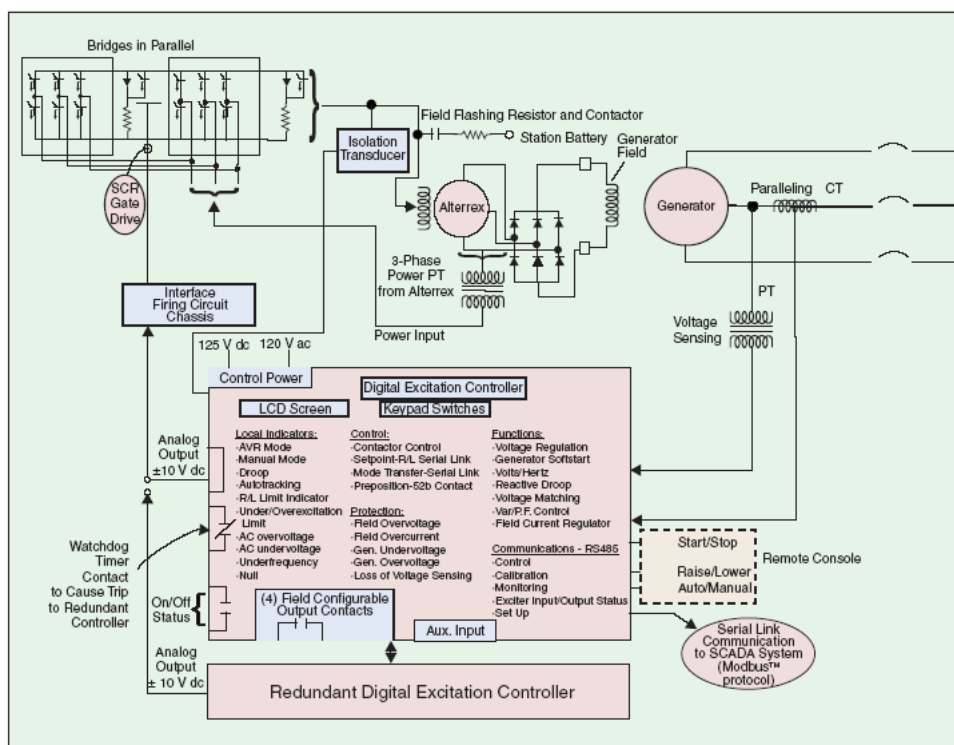 Bridges in Parallel
SCR
Gate
Drive
Isolation
Transducer
Field Flashing Resistor and Contactor
Station Battery
Generator
Field
Alterrex
Generator
Paralleling
CT
3-Phase
Power PT
from Alterrex
Power Input
PT
Voltage
Sensing
Interface
Firing Circuit
Chassis
125 V dc
120 V ac
Control Power
Digital Excitation Controller
LCD Screen
Keypad Switches
Local Indicators:
·AVR Mode
·Manual Mode
·Droop
·Autotracking
·R/L Limit Indicator
·Under/Overexcitation
Limit
·AC overvoltage
·AC undervoltage
·Underfrequency
·Null
Control:
·Contactor Control
·Setpoint-R/L Serial Link
·Mode Transfer-Serial Link
·Preposition-52b Contact
Protection:
·Field Overvoltage
·Field Overcurrent
·Gen. Undervoltage
·Gen. Overvoltage
·Loss of Voltage Sensing
Functions:
·Voltage Regulation
·Generator Softstart
·Volts/Hertz
·Reactive Droop
·Voltage Matching
·Var/P.F. Control
·Field Current Regulator
Communications - RS485
·Control
·Calibration
·Monitoring
·Exciter Input/Output Status
·Set Up
Analog
Output
±10 V dc
Watchdog
Timer
Contact
to Cause Trip
to Redundant
Controller
On/Off
Status
(4) Field Configurable
Output Contacts
Aux. Input
Start/Stop
Raise/Lower
Auto/Manual
Remote Console
Serial Link
Communication
to SCADA System
(Modbus™
protocol)
Analog
Output
± 10 V dc
Redundant Digital Excitation Controller